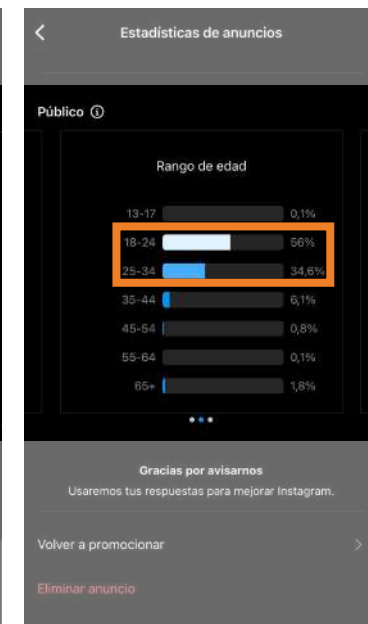 Estadísticas de anuncios
Público
Rango de edad
13-17 0,1%
18-24 56%
25-34 34,6%
35-44 6,1%
45-54 0,8%
55-64 0,1%
65+ 1,8%
Gracias por avisarnos
Usaremos tus respuestas para mejorar Instagram.
Volver a promocionar
Eliminar anuncio